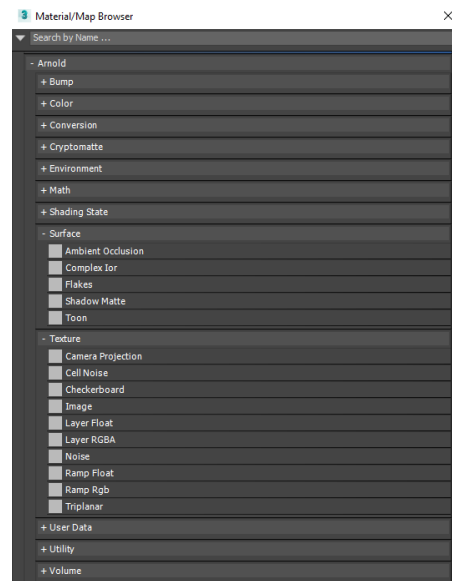 3 Material/Map Browser
Search by Name ...
- Arnold
+ Bump
+ Color
+ Conversion
+ Cryptomatte
+ Environment
+ Math
+ Shading State
- Surface
Ambient Occlusion
Complex Ior
Flakes
Shadow Matte
Toon
- Texture
Camera Projection
Cell Noise
Checkerboard
Image
Layer Float
Layer RGBA
Noise
Ramp Float
Ramp Rgb
Triplanar
+ User Data
+ Utility
+ Volume